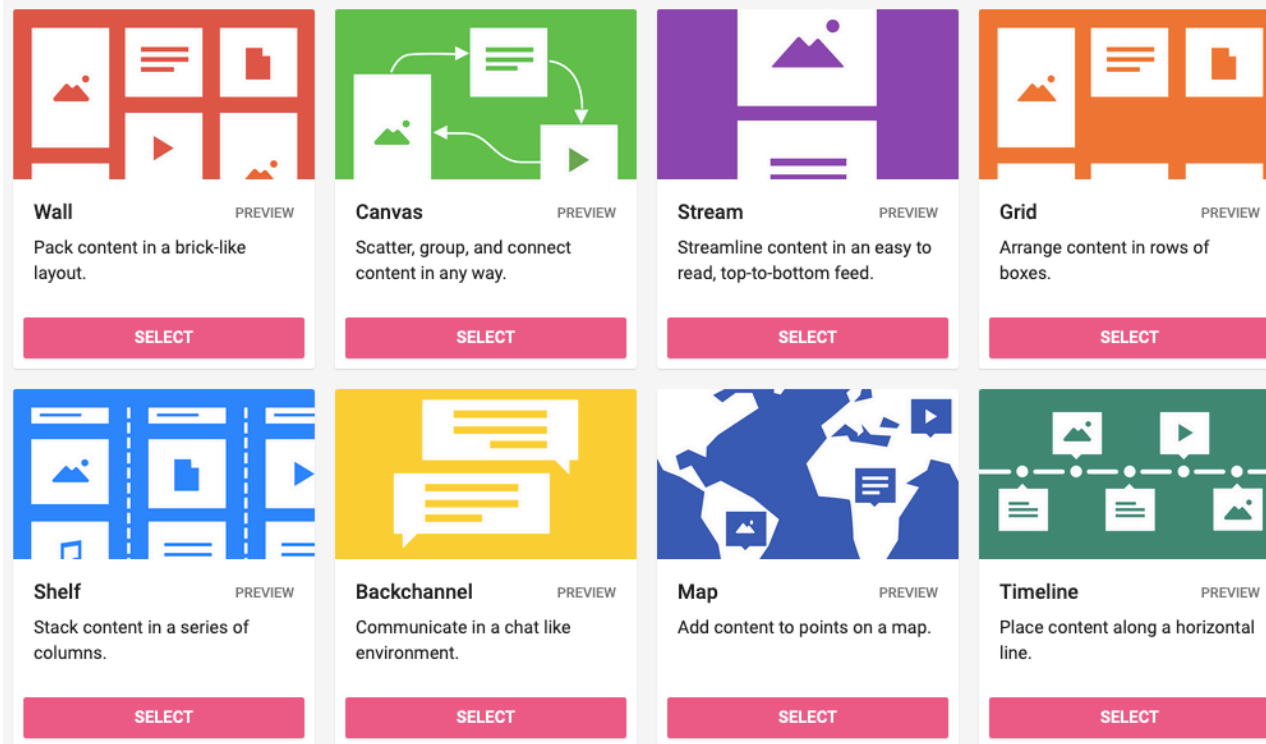 Wall PREVIEW
Pack content in a brick-like
layout.
SELECT
Canvas PREVIEW
Scatter, group, and connect
content in any way.
SELECT
Stream PREVIEW
Streamline content in an easy to
read, top-to-bottom feed.
SELECT
Grid PREVIEW
Arrange content in rows of
boxes.
SELECT
Shelf PREVIEW
Stack content in a series of
columns.
SELECT
Backchannel PREVIEW
Communicate in a chat like
environment.
SELECT
Map PREVIEW
Add content to points on a map.
SELECT
Timeline PREVIEW
Place content along a horizontal
line.
SELECT